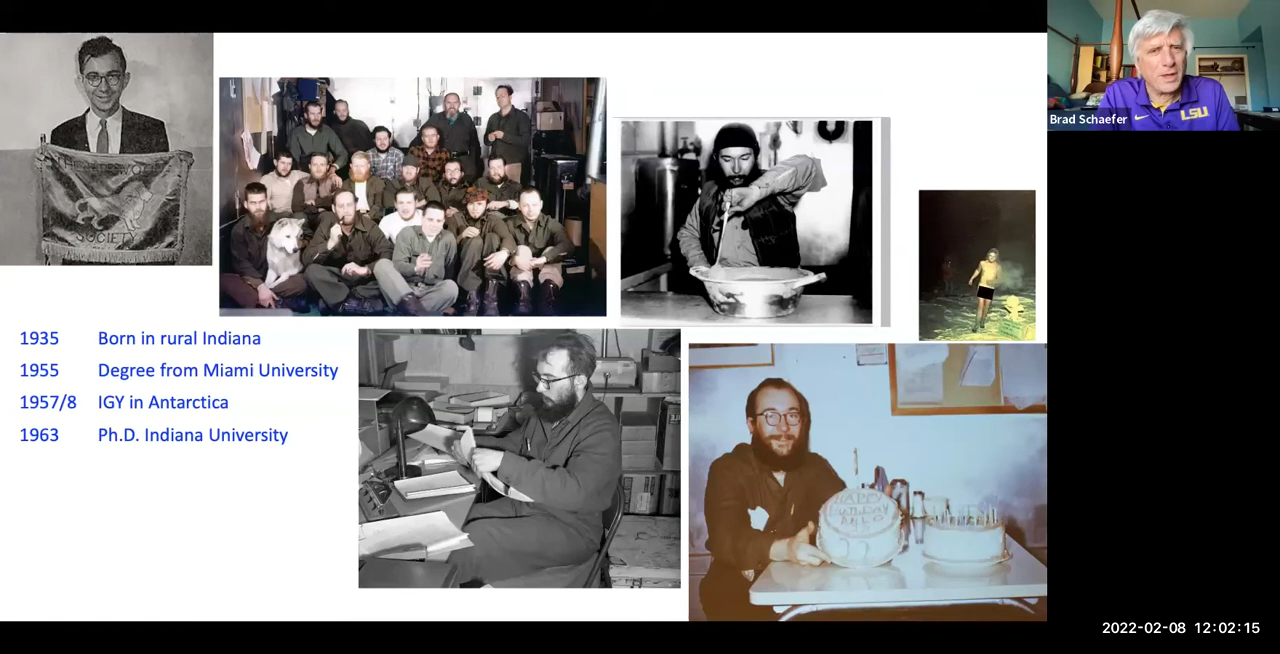 SOCIETY
Brad Schaefer
LSU
1935 Born in rural Indiana
1955 Degree from Miami University
1957/8 IGY in Antarctica
1963 Ph.D. Indiana University
HAPPY
2022-02-08 12:02:15